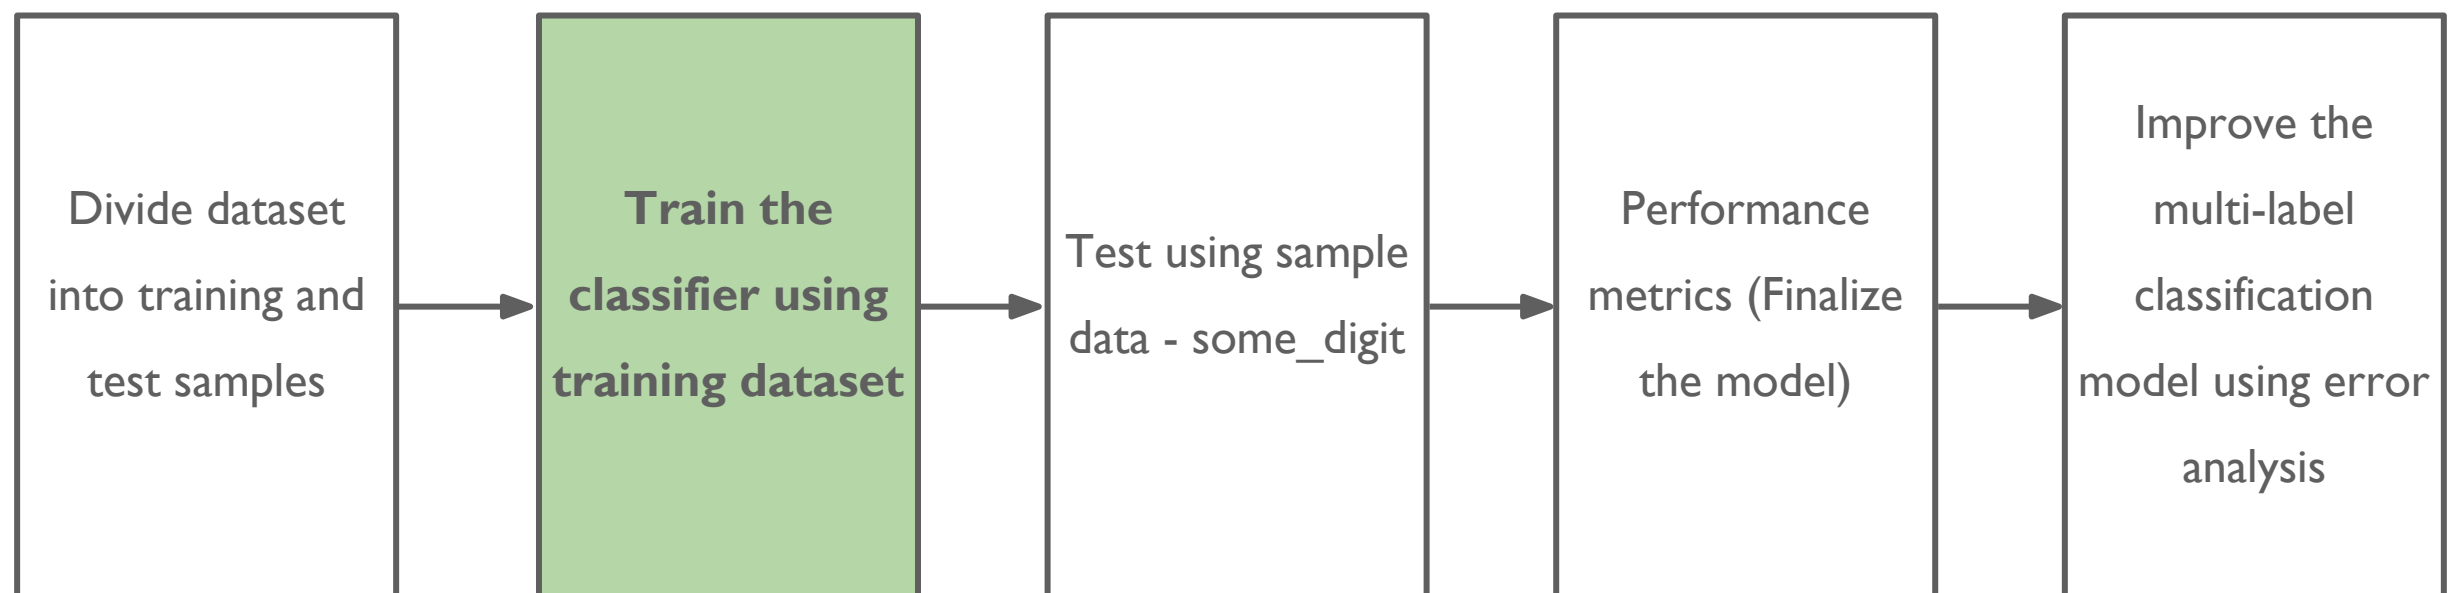 Divide dataset
into training and
test samples
Train the
classifier using
training dataset
Test using sample
data - some_digit
Performance
metrics (Finalize
the model)
Improve the
multi-label
classification
model using error
analysis